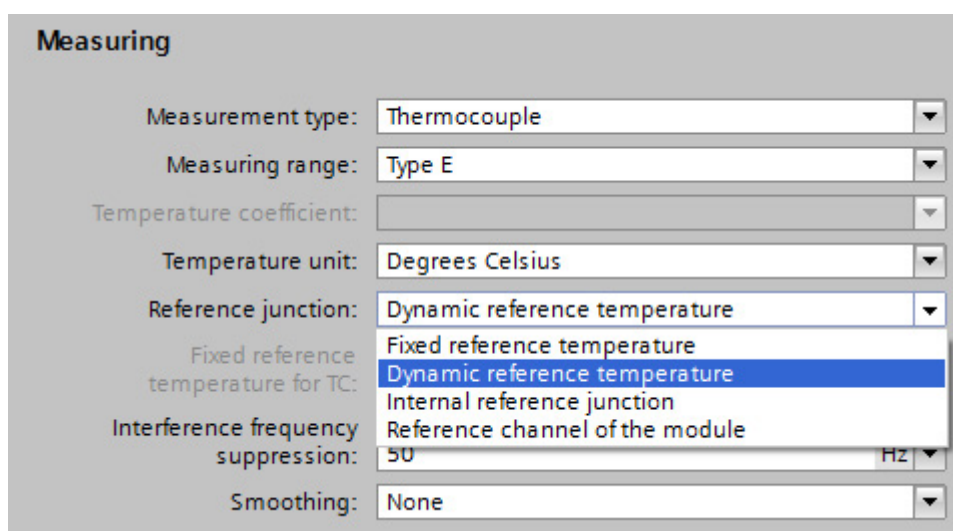 Measuring
Measurement type: Thermocouple
Measuring range: Type E
Temperature coefficient:
Temperature unit: Degrees Celsius
Reference junction: Dynamic reference temperature
Fixed reference temperature
Dynamic reference temperature
Internal reference junction
Reference channel of the module
Fixed reference
temperature for TC:
Interference frequency
suppression: 50 Hz
Smoothing: None